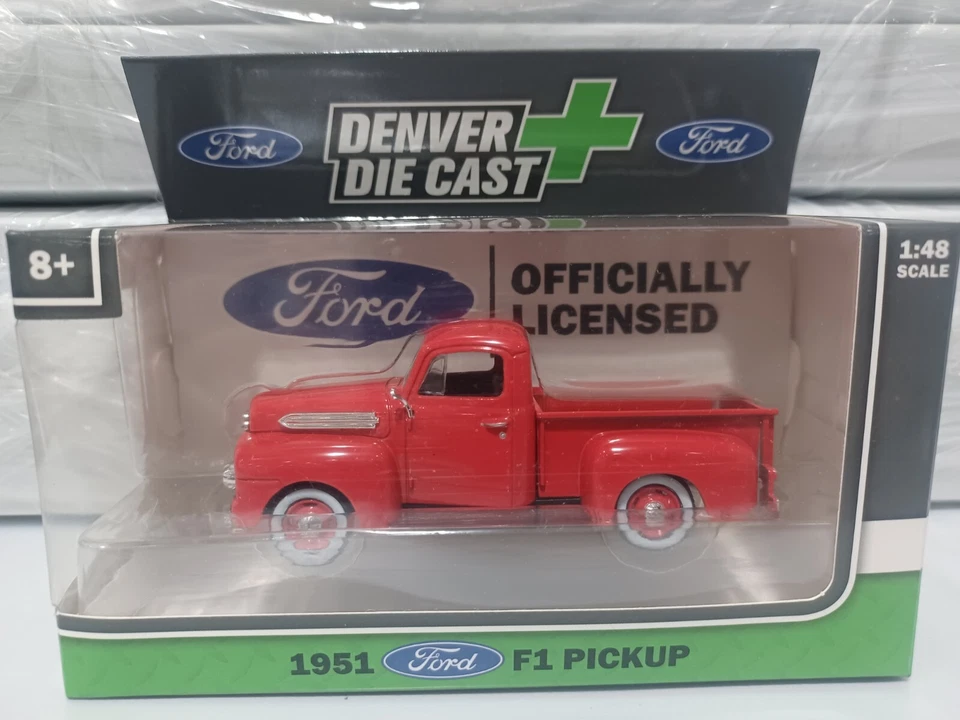 Ford
DENVER
DIE CAST
Ford
8+
1:48
SCALE
Ford
OFFICIALLY
LICENSED
1951 Ford F1 PICKUP